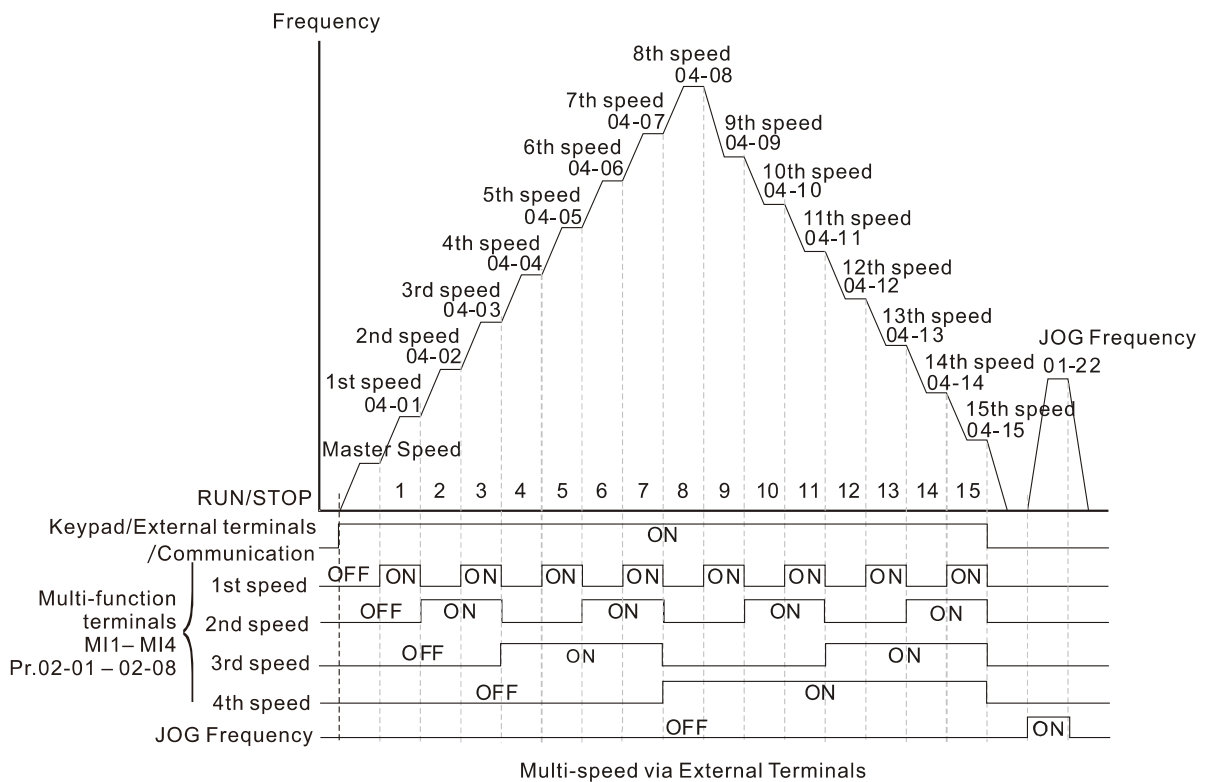 Frequency
8th speed
04-08
7th speed
04-07
9th speed
04-09
6th speed
04-06
10th speed
04-10
5th speed
04-05
11th speed
04-11
4th speed
04-04
12th speed
04-12
3rd speed
04-03
13th speed
04-13
JOG Frequency
01-22
2nd speed
04-02
14th speed
04-14
1st speed
04-01
15th speed
04-15
Master Speed
RUN/STOP
1 2 3 4 5 6 7 8 9 10 11 12 13 14 15
Keypad/External terminals
/Communication
ON
Multi-function
terminals
MI1– MI4
Pr.02-01 – 02-08
1st speed
OFF ON ON ON ON ON ON ON ON
2nd speed
OFF ON ON ON ON
3rd speed
OFF ON ON
4th speed
OFF ON
JOG Frequency
OFF ON
Multi-speed via External Terminals